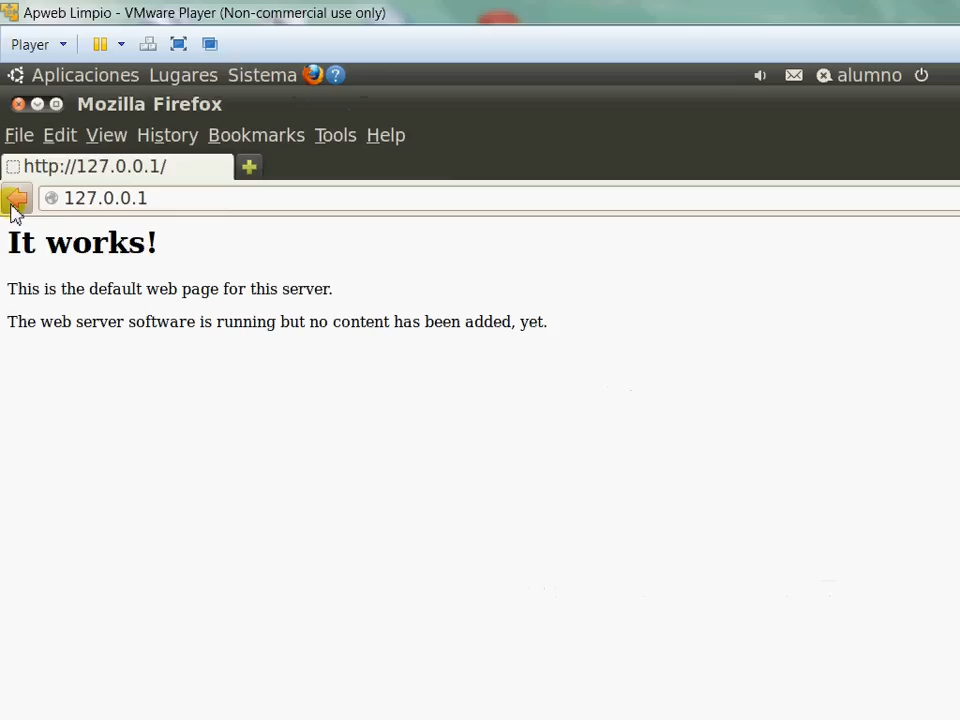 Apweb Limpio - VMware Player (Non-commercial use only)
Player
Aplicaciones Lugares Sistema ? alumno
Mozilla Firefox
File Edit View History Bookmarks Tools Help
http://127.0.0.1/
127.0.0.1
It works!
This is the default web page for this server.
The web server software is running but no content has been added, yet.